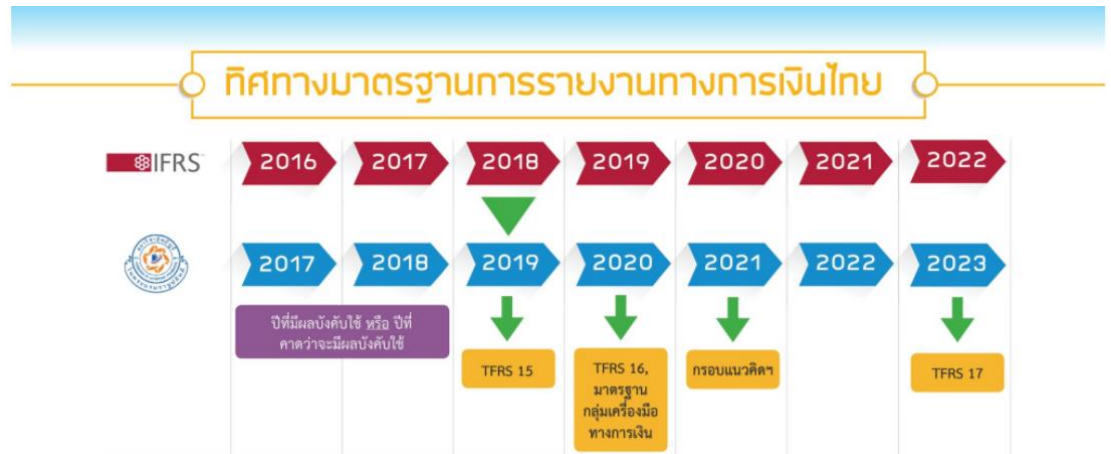 ทิศทางมาตรฐานการรายงานทางการเงินไทย
IFRS 2016 2017 2018 2019 2020 2021 2022
2017 2018 2019 2020 2021 2022 2023
ปีที่มีผลบังคับใช้ หรือ ปีที่
คาดว่าจะมีผลบังคับใช้
TFRS 15
TFRS 16,
มาตรฐาน
กลุ่มเครื่องมือ
ทางการเงิน
กรอบแนวคิดฯ
TFRS 17